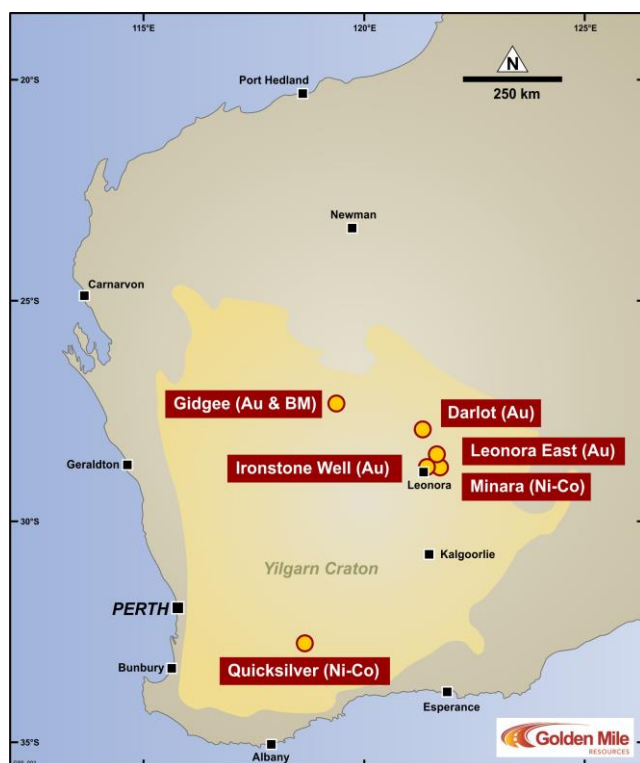 115°E
120°E
125°E
20°S
Port Hedland
N
250 km
Newman
25°S
Carnarvon
Gidgee (Au & BM)
Darlot (Au)
Leonora East (Au)
Geraldton
Ironstone Well (Au)
Minara (Ni-Co)
Leonora
30°S
Kalgoorlie
Yilgarn Craton
PERTH
Quicksilver (Ni-Co)
Bunbury
Esperance
35°S
Albany
Golden Mile
RESOURCES